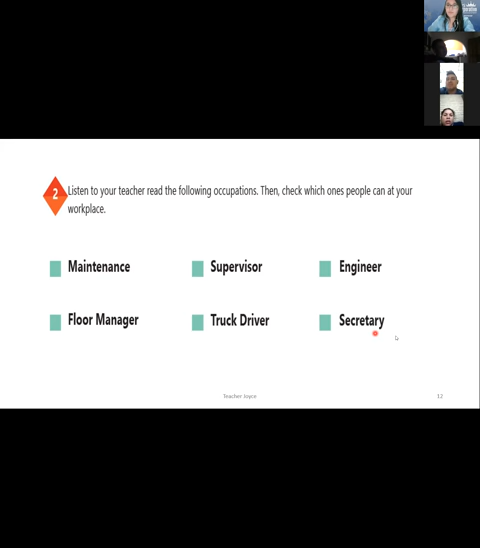 2
Listen to your teacher read the following occupations. Then, check which ones people can at your
workplace.
Maintenance
Supervisor
Engineer
Floor Manager
Truck Driver
Secretary
Teacher Joyce
12